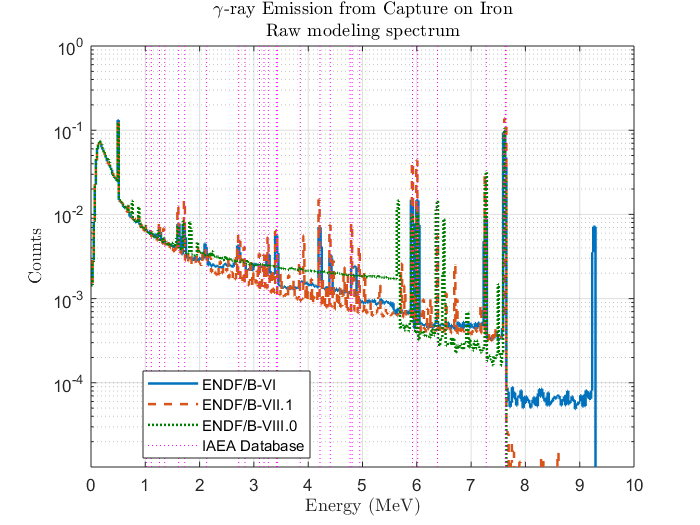 γ-ray Emission from Capture on Iron
Raw modeling spectrum
10^0
10^-1
10^-2
10^-3
10^-4
Counts
ENDF/B-VI
ENDF/B-VII.1
ENDF/B-VIII.0
IAEA Database
0 1 2 3 4 5 6 7 8 9 10
Energy (MeV)